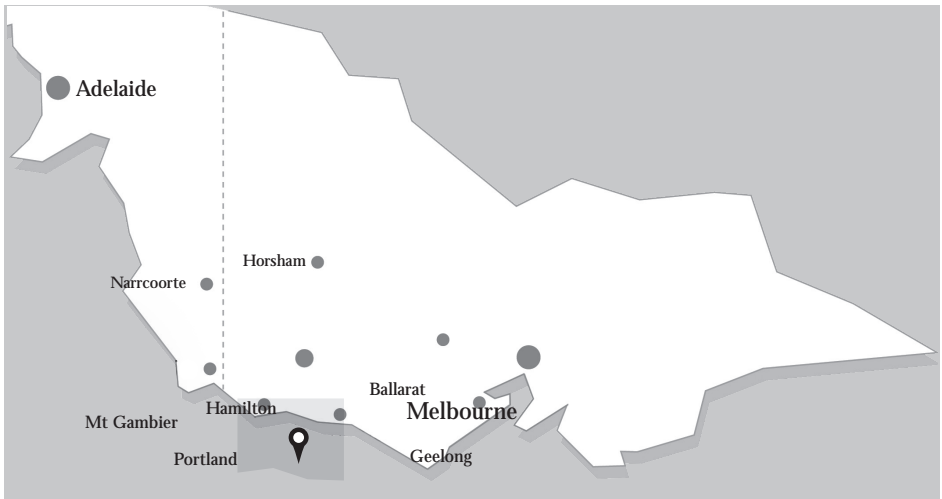 Adelaide
Horsham
Narrcoorte
Ballarat
Hamilton
Melbourne
Mt Gambier
Geelong
Portland